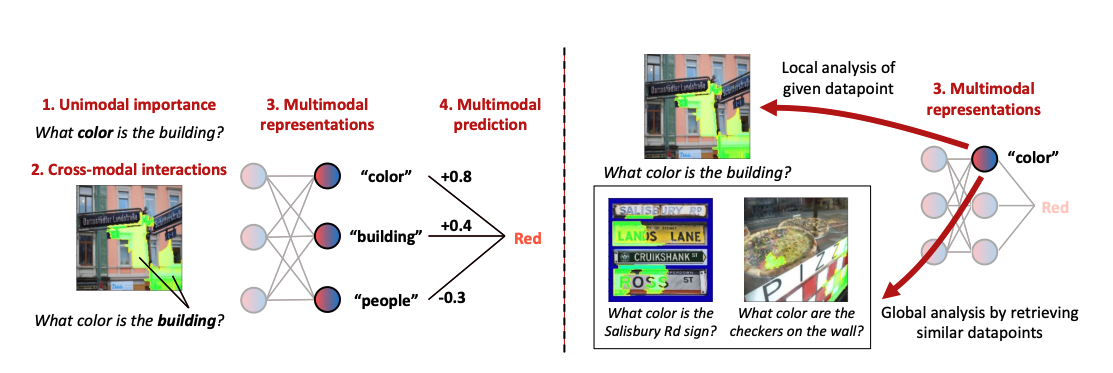 1. Unimodal importance
What color is the building?
2. Cross-modal interactions
What color is the building?
3. Multimodal
representations
"color"
"building"
"people"
4. Multimodal
prediction
+0.8
+0.4
-0.3
Red
Local analysis of
given datapoint
What color is the building?
3. Multimodal
representations
"color"
Red
SALISBURY RD
LANDS LANE
CRUIKSHANK ST
ROSS ST
What color is the
Salisbury Rd sign?
PIZZ
What color are the
checkers on the wall?
Global analysis by retrieving
similar datapoints